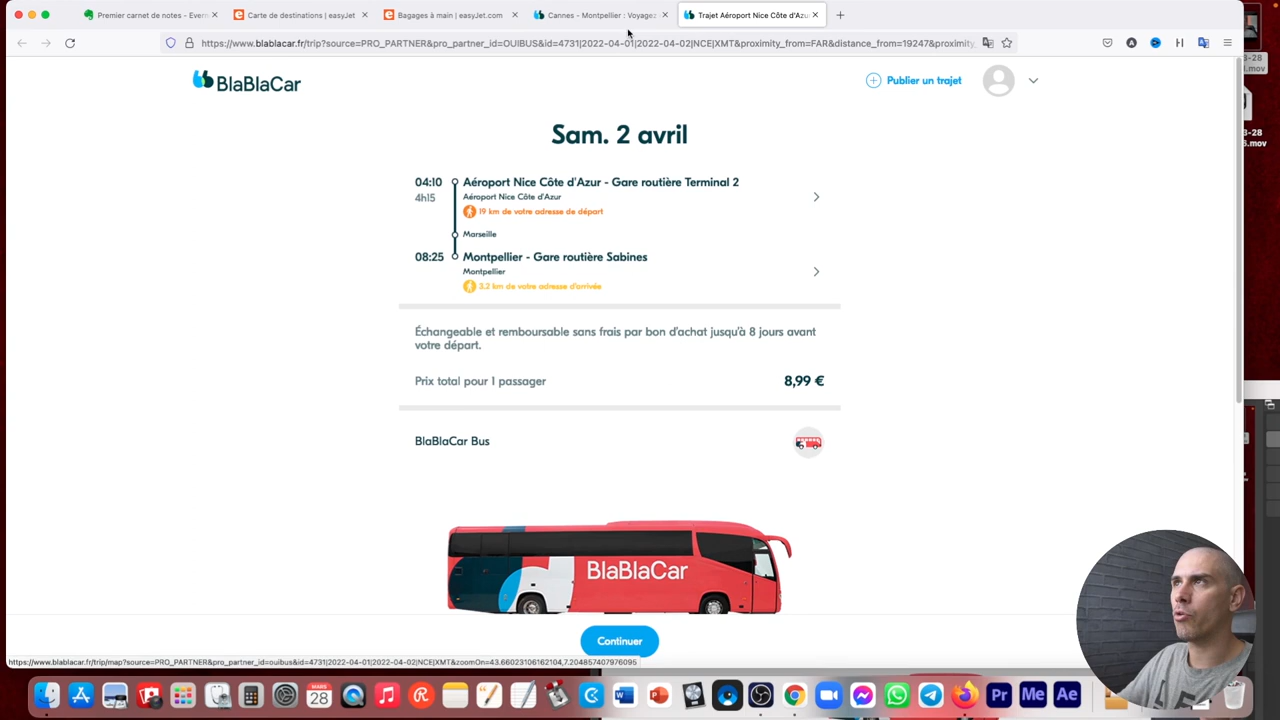 Premier carnet de notes - Evern
Carte de destinations | easyJet
Bagages à main | easyJet.com
Cannes - Montpellier : Voyagez
Trajet Aéroport Nice Côte d'Azu
https://www.blablacar.fr/trip?source=PRO_PARTNER&pro_partner_id=OUIBUS&id=4731|2022-04-01|2022-04-02|NCE|XMT&proximity_from=FAR&distance_from=19247&proximity_
BlaBlaCar
Publier un trajet
Sam. 2 avril
04:10 Aéroport Nice Côte d'Azur - Gare routière Terminal 2
4h15 Aéroport Nice Côte d'Azur
19 km de votre adresse de départ
Marseille
08:25 Montpellier - Gare routière Sabines
Montpellier
3,2 km de votre adresse d'arrivée
Échangeable et remboursable sans frais par bon d'achat jusqu'à 8 jours avant
votre départ.
Prix total pour 1 passager 8,99 €
BlaBlaCar Bus
BlaBlaCar
Continuer
https://www.blablacar.fr/trip/map?source=PRO_PARTNER&pro_partner_id=ouibus&id=4731|2022-04-01|2022-04-02|NCE|XMT&zoomOn=43.66023106162104,7.204857407976095
MARS
28
Pr
Me
Ae